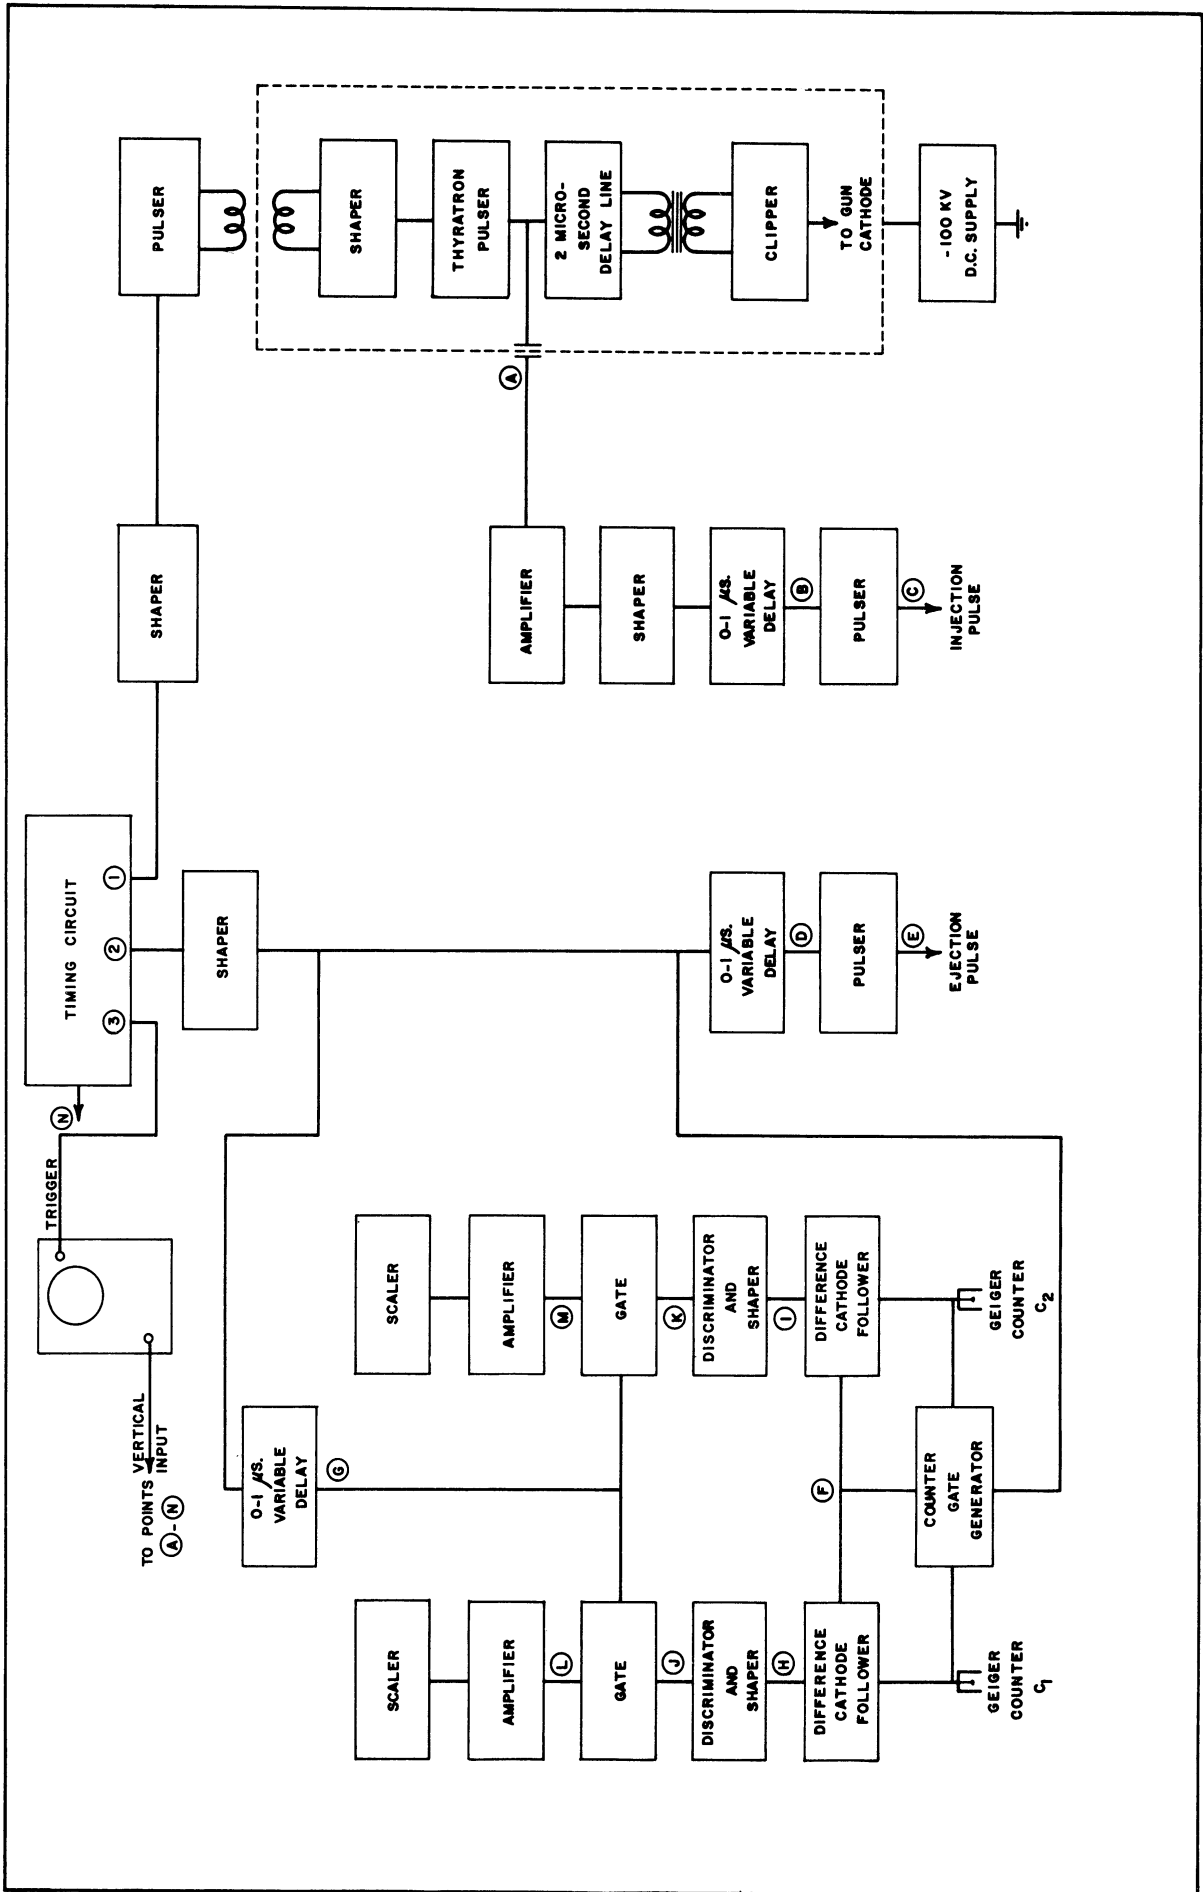 TO POINTS
Ⓐ-Ⓝ
VERTICAL
INPUT
TRIGGER
Ⓝ
TIMING CIRCUIT
③
②
①
SHAPER
SHAPER
PULSER
SHAPER
THYRATRON
PULSER
2 MICRO-
SECOND
DELAY LINE
CLIPPER
TO GUN
CATHODE
-100 KV
D.C. SUPPLY
Ⓐ
AMPLIFIER
SHAPER
0-1 μS.
VARIABLE
DELAY
Ⓑ
PULSER
Ⓒ
INJECTION
PULSE
0-1 μS.
VARIABLE
DELAY
Ⓓ
PULSER
Ⓔ
EJECTION
PULSE
0-1 μS.
VARIABLE
DELAY
Ⓖ
SCALER
AMPLIFIER
Ⓛ
GATE
Ⓙ
DISCRIMINATOR
AND
SHAPER
Ⓗ
DIFFERENCE
CATHODE
FOLLOWER
GEIGER
COUNTER
C1
SCALER
AMPLIFIER
Ⓜ
GATE
Ⓚ
DISCRIMINATOR
AND
SHAPER
Ⓘ
DIFFERENCE
CATHODE
FOLLOWER
GEIGER
COUNTER
C2
Ⓕ
COUNTER
GATE
GENERATOR